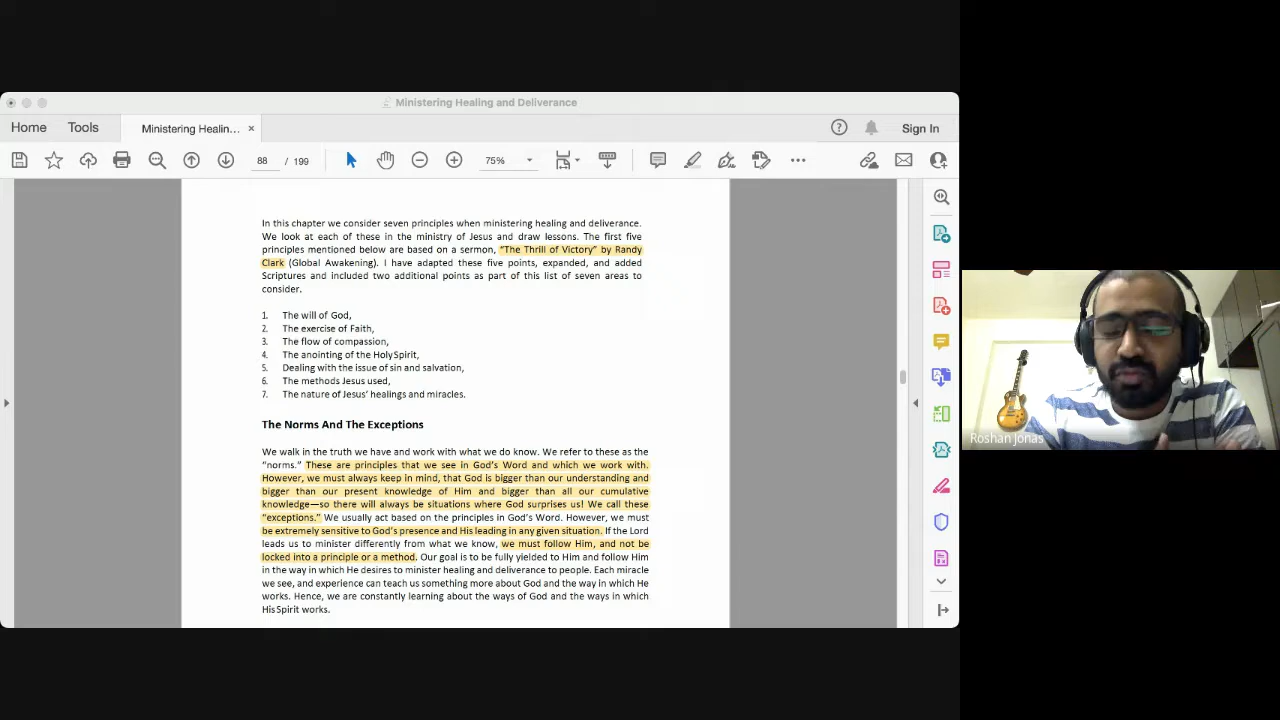 Ministering Healing and Deliverance
Home Tools Ministering Healin... × Sign In
88 / 199 75%
In this chapter we consider seven principles when ministering healing and deliverance.
We look at each of these in the ministry of Jesus and draw lessons. The first five
principles mentioned below are based on a sermon, "The Thrill of Victory" by Randy
Clark (Global Awakening). I have adapted these five points, expanded, and added
Scriptures and included two additional points as part of this list of seven areas to
consider.
1. The will of God,
2. The exercise of Faith,
3. The flow of compassion,
4. The anointing of the Holy Spirit,
5. Dealing with the issue of sin and salvation,
6. The methods Jesus used,
7. The nature of Jesus' healings and miracles.
The Norms And The Exceptions
We walk in the truth we have and work with what we do know. We refer to these as the
"norms." These are principles that we see in God's Word and which we work with.
However, we must always keep in mind, that God is bigger than our understanding and
bigger than our present knowledge of Him and bigger than all our cumulative
knowledge—so there will always be situations where God surprises us! We call these
"exceptions." We usually act based on the principles in God's Word. However, we must
be extremely sensitive to God's presence and His leading in any given situation. If the Lord
leads us to minister differently from what we know, we must follow Him, and not be
locked into a principle or a method. Our goal is to be fully yielded to Him and follow Him
in the way in which He desires to minister healing and deliverance to people. Each miracle
we see, and experience can teach us something more about God and the way in which He
works. Hence, we are constantly learning about the ways of God and the ways in which
His Spirit works.
Roshan Jonas